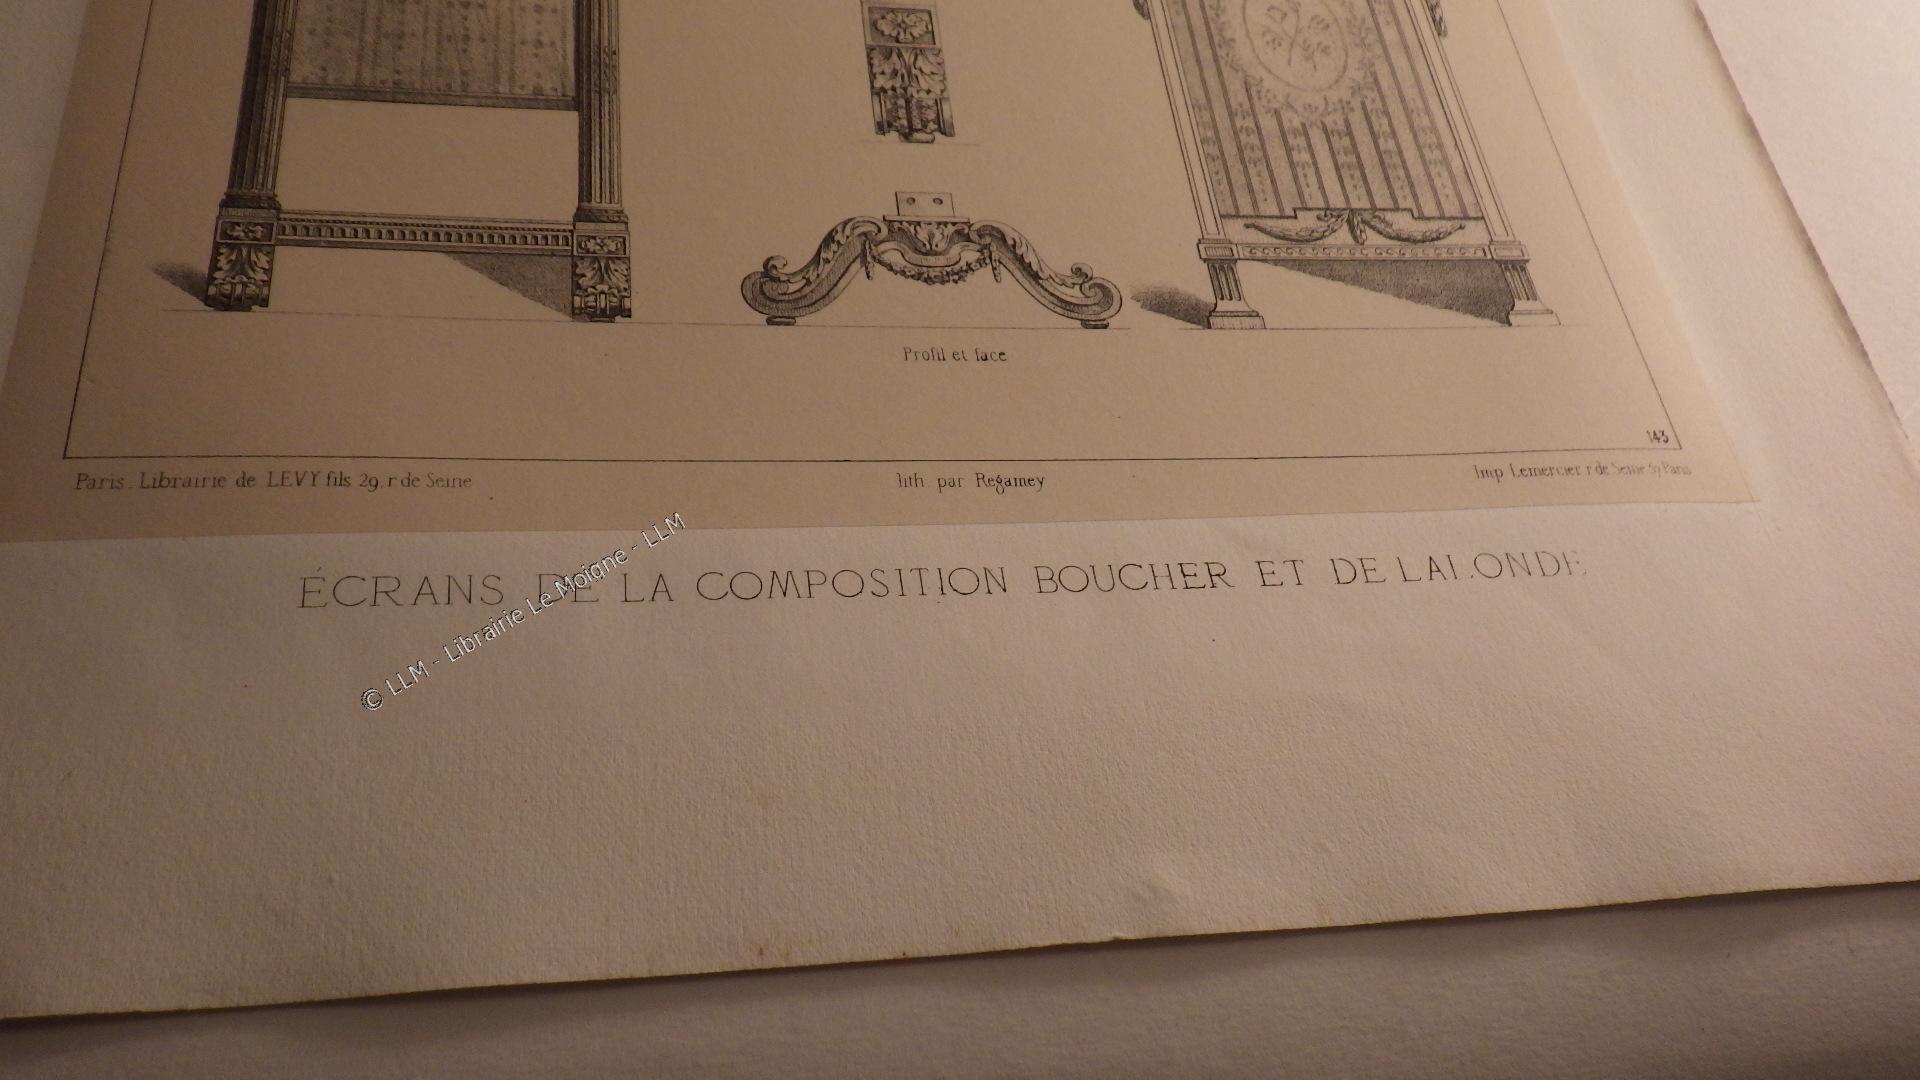 Profil et face
143
Paris. Librairie de LEVY fils 29, r de Seine
lith. par Régamey
Imp Lemercier r de Seine 57 Paris
ÉCRANS DE LA COMPOSITION BOUCHER ET DE LALONDE
© LLM - Librairie Le Moigne - LLM